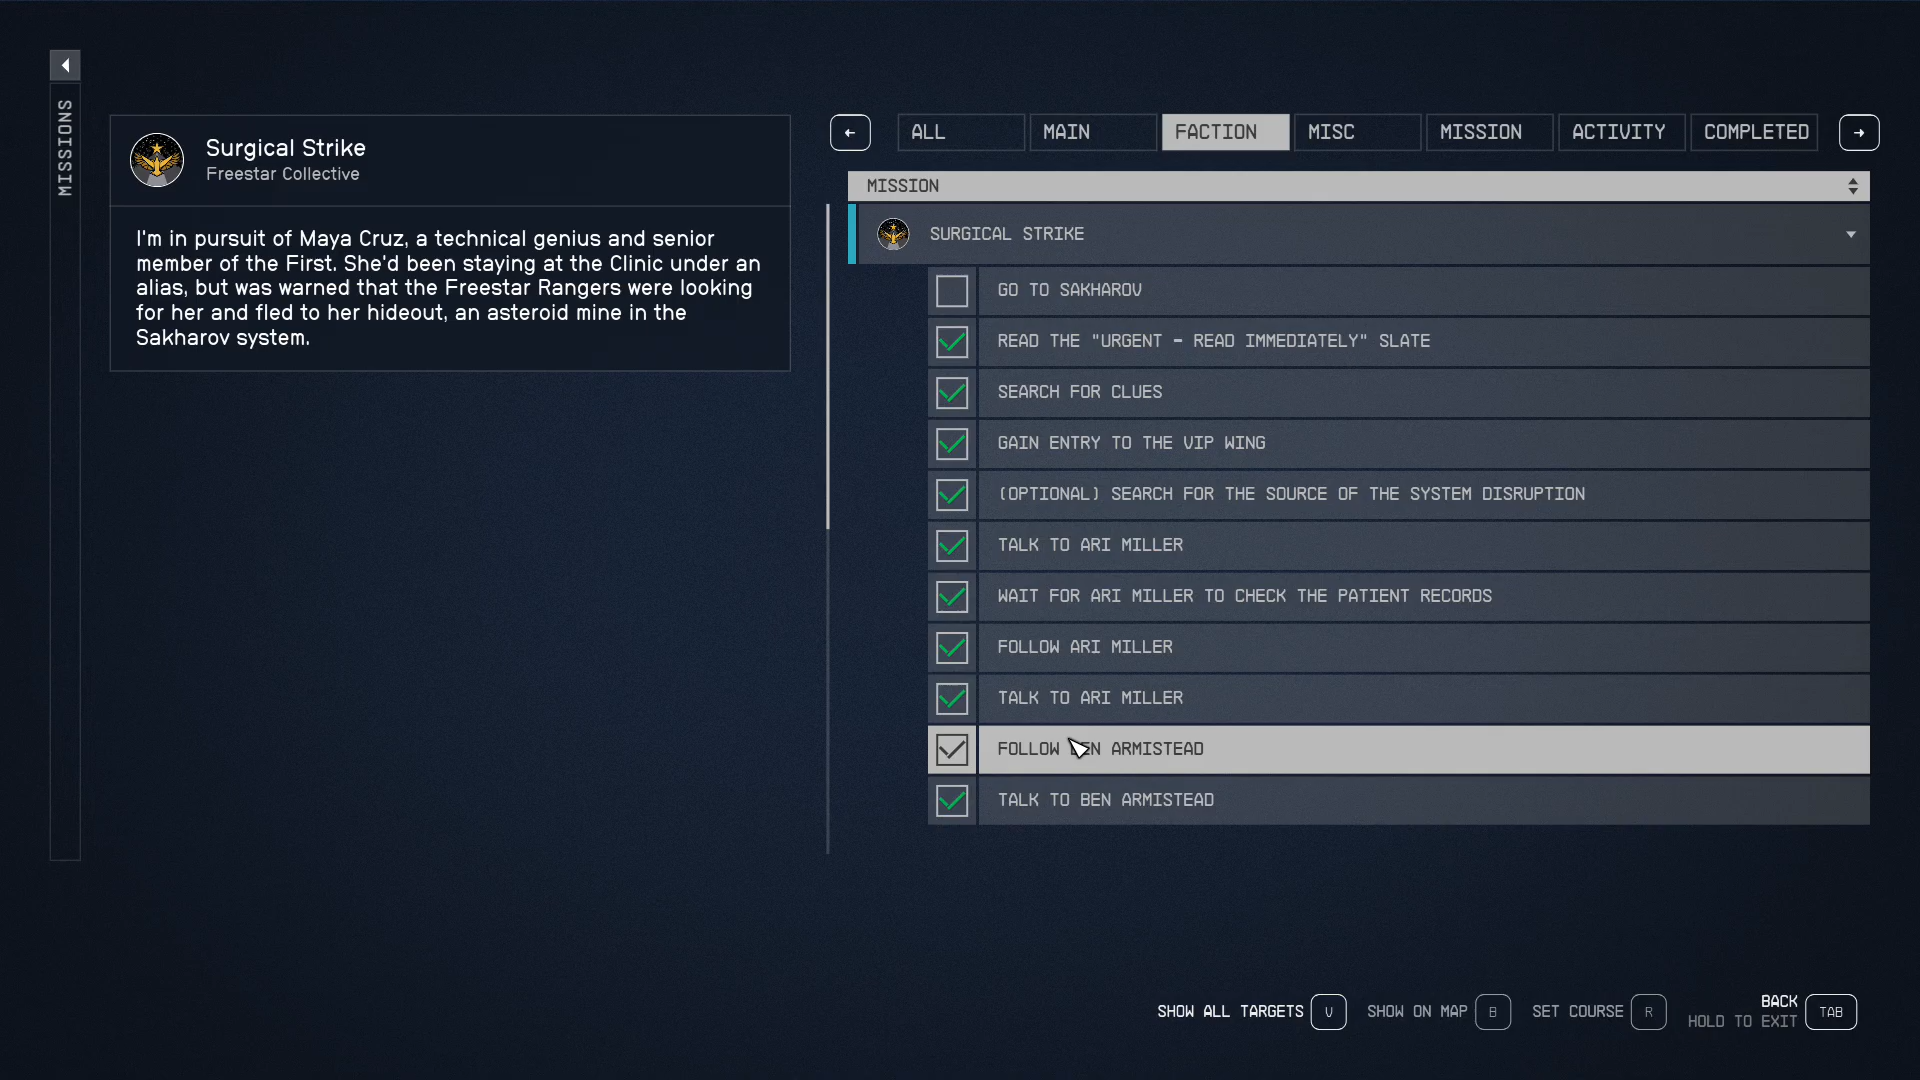 MISSIONS
Surgical Strike
Freestar Collective
I'm in pursuit of Maya Cruz, a technical genius and senior
member of the First. She'd been staying at the Clinic under an
alias, but was warned that the Freestar Rangers were looking
for her and fled to her hideout, an asteroid mine in the
Sakharov system.
ALL MAIN FACTION MISC MISSION ACTIVITY COMPLETED
MISSION
SURGICAL STRIKE
GO TO SAKHAROV
READ THE "URGENT - READ IMMEDIATELY" SLATE
SEARCH FOR CLUES
GAIN ENTRY TO THE VIP WING
(OPTIONAL) SEARCH FOR THE SOURCE OF THE SYSTEM DISRUPTION
TALK TO ARI MILLER
WAIT FOR ARI MILLER TO CHECK THE PATIENT RECORDS
FOLLOW ARI MILLER
TALK TO ARI MILLER
FOLLOW BEN ARMISTEAD
TALK TO BEN ARMISTEAD
SHOW ALL TARGETS V SHOW ON MAP B SET COURSE R BACK TAB
HOLD TO EXIT